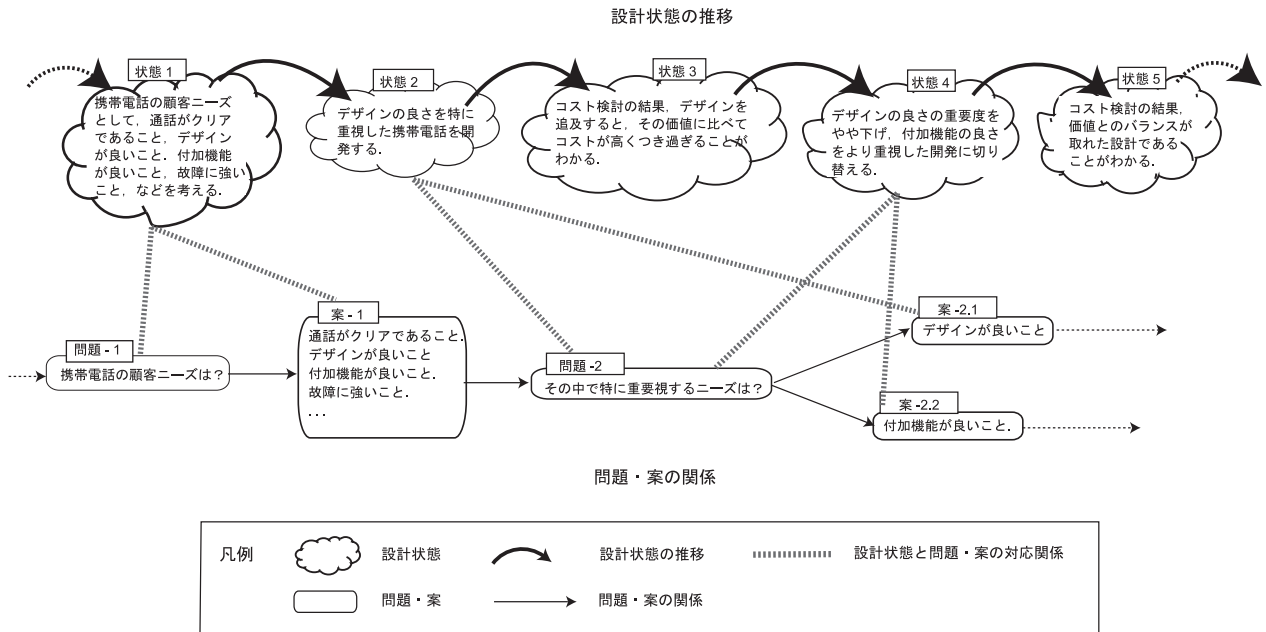 設計状態の推移
状態 1
携帯電話の顧客ニーズ
として，通話がクリア
であること，デザイン
が良いこと．付加機能
が良いこと，故障に強い
こと，などを考える．
状態 2
デザインの良さを特に
重視した携帯電話を開
発する．
状態 3
コスト検討の結果，デザインを
追及すると，その価値に比べて
コストが高くつき過ぎることが
わかる．
状態 4
デザインの良さの重要度を
やや下げ，付加機能の良さ
をより重視した開発に切り
替える．
状態 5
コスト検討の結果，
価値とのバランスが
取れた設計である
ことがわかる．
問題 - 1
携帯電話の顧客ニーズは？
案 - 1
通話がクリアであること．
デザインが良いこと
付加機能が良いこと．
故障に強いこと．
. . .
問題 -2
その中で特に重要視するニーズは？
案 -2.1
デザインが良いこと
案 -2.2
付加機能が良いこと．
問題・案の関係
凡例
設計状態
設計状態の推移
設計状態と問題・案の対応関係
問題・案
問題・案の関係